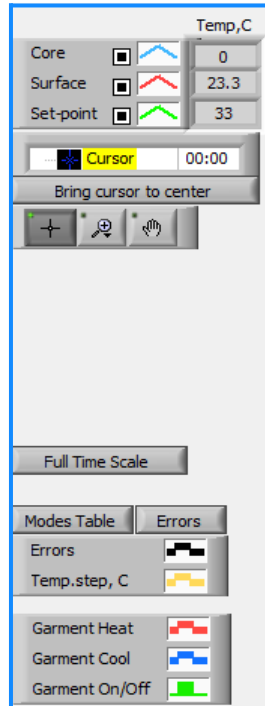 Temp,C
Core 0
Surface 23.3
Set-point 33
Cursor 00:00
Bring cursor to center
Full Time Scale
Modes Table Errors
Errors
Temp.step, C
Garment Heat
Garment Cool
Garment On/Off